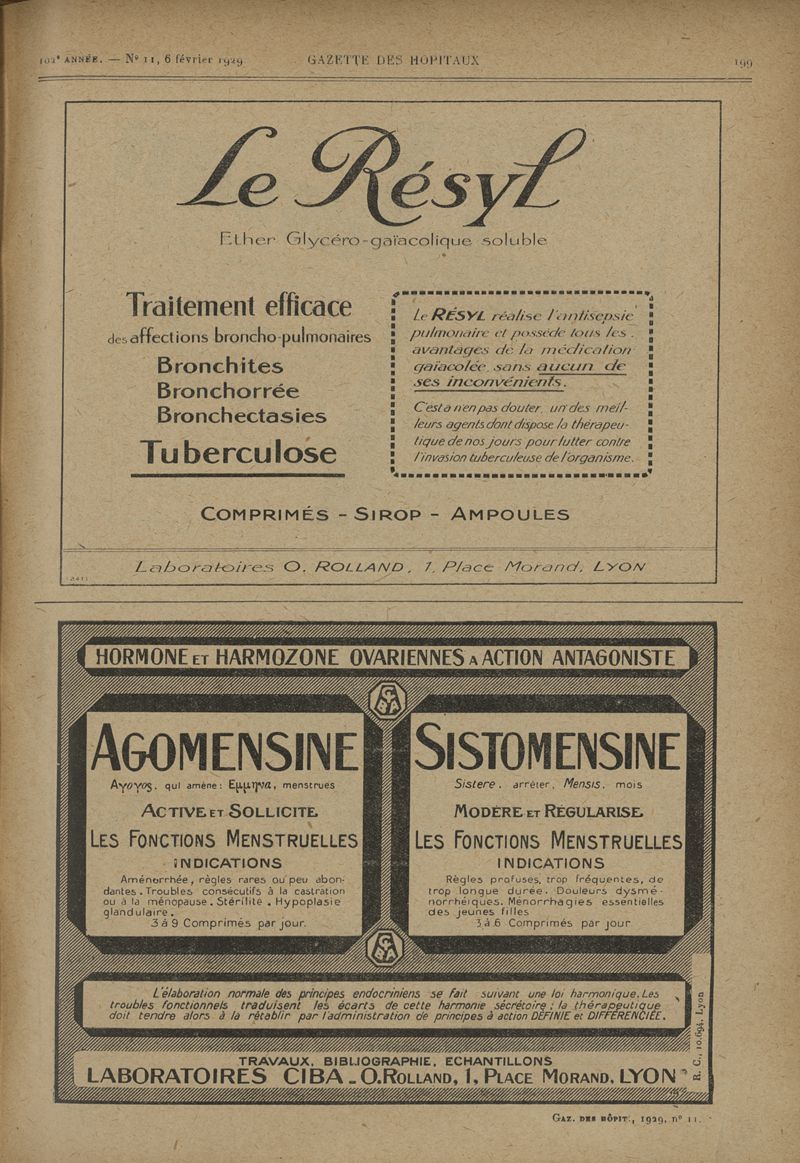 102e ANNÉE. — No 11, 6 février 1929 GAZETTE DES HOPITAUX 199
Le Résyl
Ether Glycéro-gaïacolique soluble
Traitement efficace
des affections broncho-pulmonaires
Bronchites
Bronchorrée
Bronchectasies
Tuberculose
Le RÉSYL réalise l'antisepsie
pulmonaire et possède tous les
avantages de la médication
gaïacolée, sans aucun de
ses inconvénients.
C'est a n'en pas douter, un des meil-
leurs agents dont dispose la thérapeu-
tique de nos jours pour lutter contre
l'invasion tuberculeuse de l'organisme.
COMPRIMÉS - SIROP - AMPOULES
Laboratoires O. ROLLAND, 1, Place Morand, LYON
HORMONE ET HARMOZONE OVARIENNES A ACTION ANTAGONISTE
AGOMENSINE
Αγογος, qui amène: Εμμηνα, menstrues
ACTIVE ET SOLLICITE
LES FONCTIONS MENSTRUELLES
INDICATIONS
Aménorrhée, règles rares ou peu abon-
dantes. Troubles consécutifs à la castration
ou à la ménopause. Stérilité. Hypoplasie
glandulaire.
3 à 9 Comprimés par jour.
SISTOMENSINE
Sistere, arrêter, Mensis, mois
MODÈRE ET RÉGULARISE
LES FONCTIONS MENSTRUELLES
INDICATIONS
Règles profuses, trop fréquentes, de
trop longue durée. Douleurs dysmé-
norrhéiques. Ménorrhagies essentielles
des jeunes filles
3 à 6 Comprimés par jour
L'élaboration normale des principes endocriniens se fait suivant une loi harmonique. Les
troubles fonctionnels traduisent les écarts de cette harmonie sécrétoire; la thérapeutique
doit tendre alors à la rétablir par l'administration de principes à action DÉFINIE et DIFFÉRENCIÉE.
TRAVAUX, BIBLIOGRAPHIE, ECHANTILLONS
LABORATOIRES CIBA - O. ROLLAND, 1, PLACE MORAND, LYON
R. C., 10.694, Lyon
GAZ. DES HÔPIT., 1929, no 11.